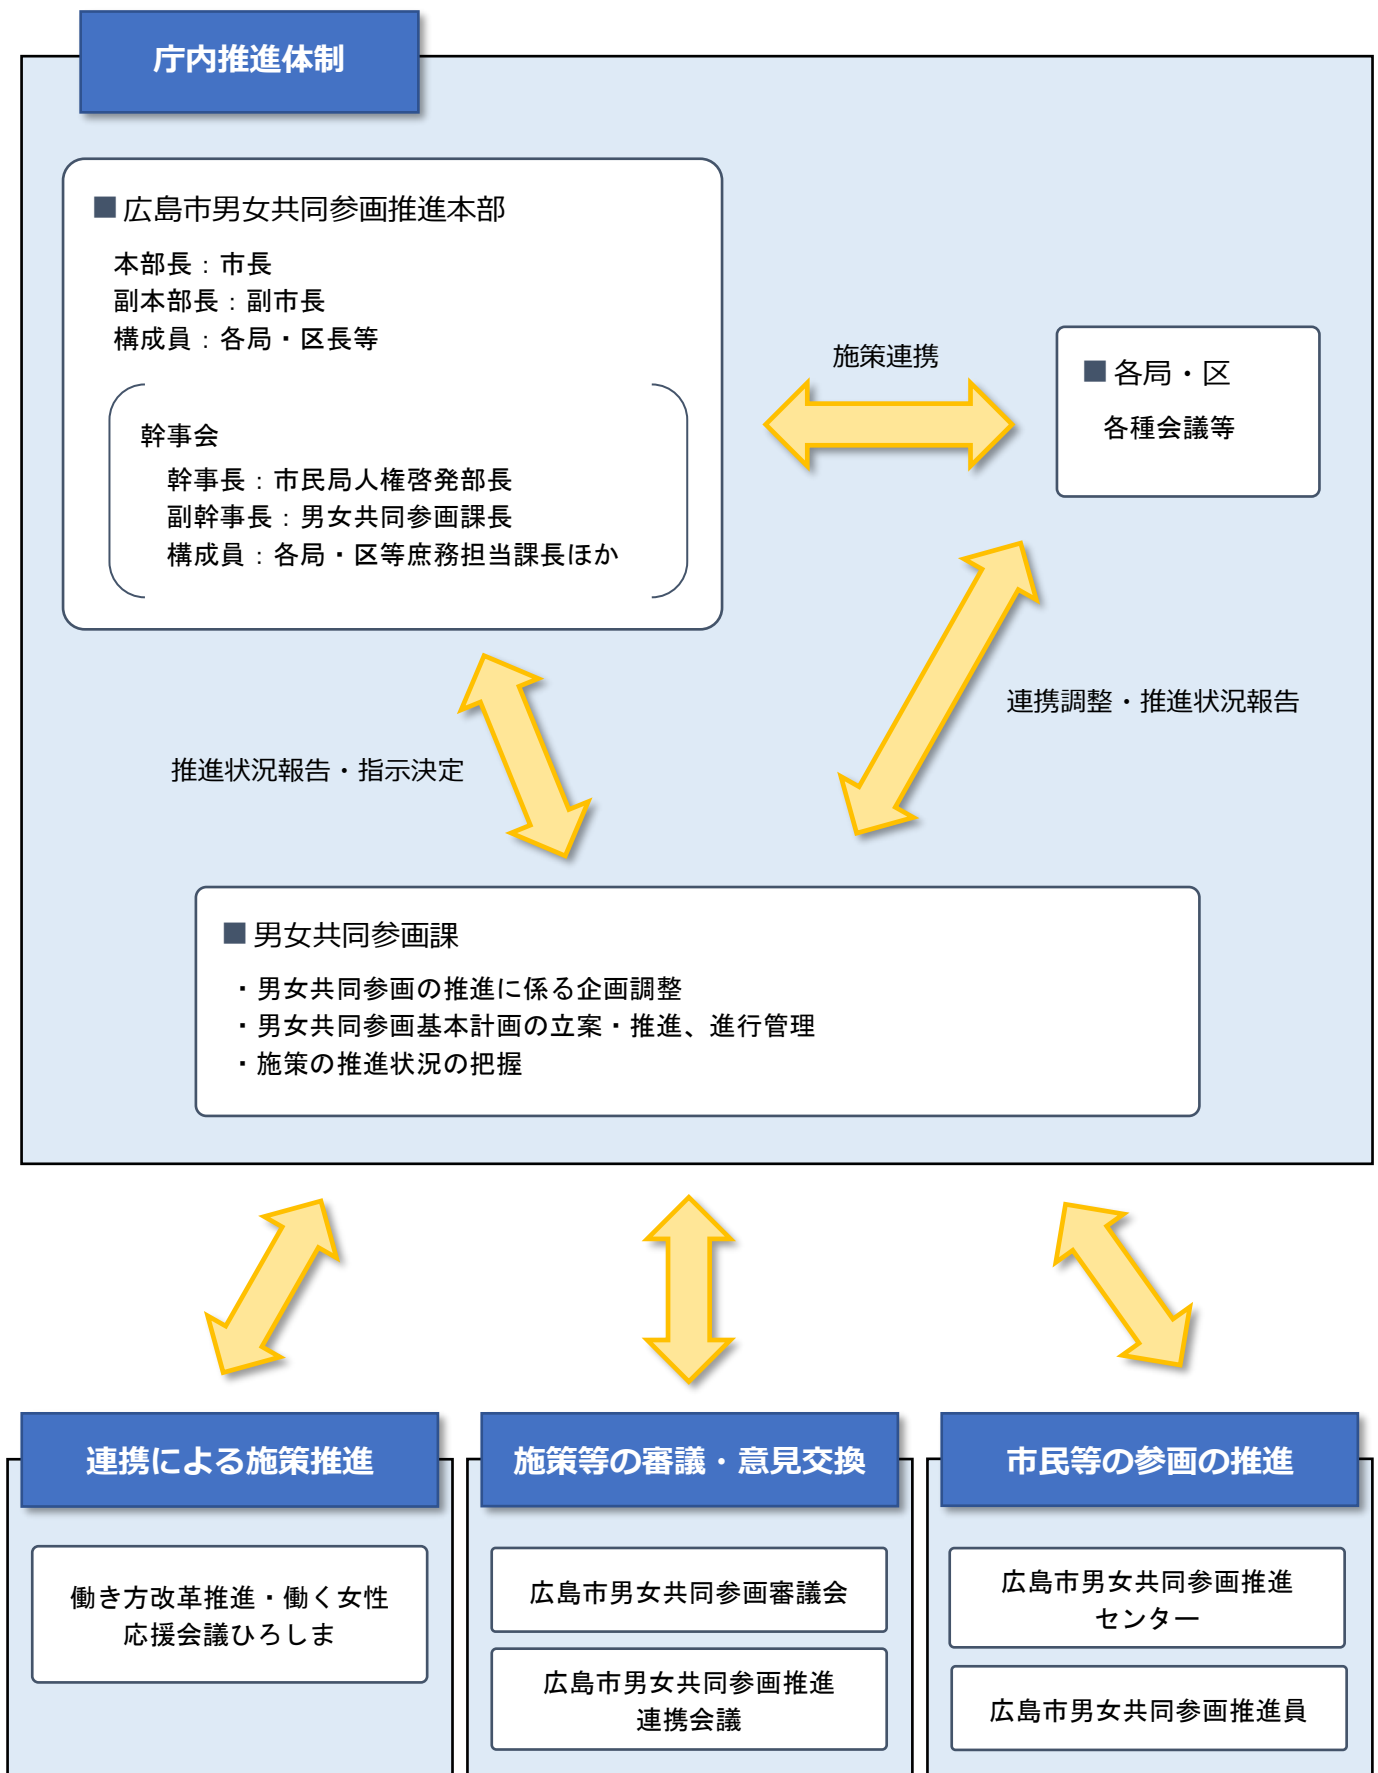 庁内推進体制
■広島市男女共同参画推進本部
本部長：市長
副本部長：副市長
構成員：各局・区長等
幹事会
幹事長：市民局人権啓発部長
副幹事長：男女共同参画課長
構成員：各局・区等庶務担当課長ほか
施策連携
■各局・区
各種会議等
連携調整・推進状況報告
推進状況報告・指示決定
■男女共同参画課
・男女共同参画の推進に係る企画調整
・男女共同参画基本計画の立案・推進、進行管理
・施策の推進状況の把握
連携による施策推進
働き方改革推進・働く女性
応援会議ひろしま
施策等の審議・意見交換
広島市男女共同参画審議会
広島市男女共同参画推進
連携会議
市民等の参画の推進
広島市男女共同参画推進
センター
広島市男女共同参画推進員